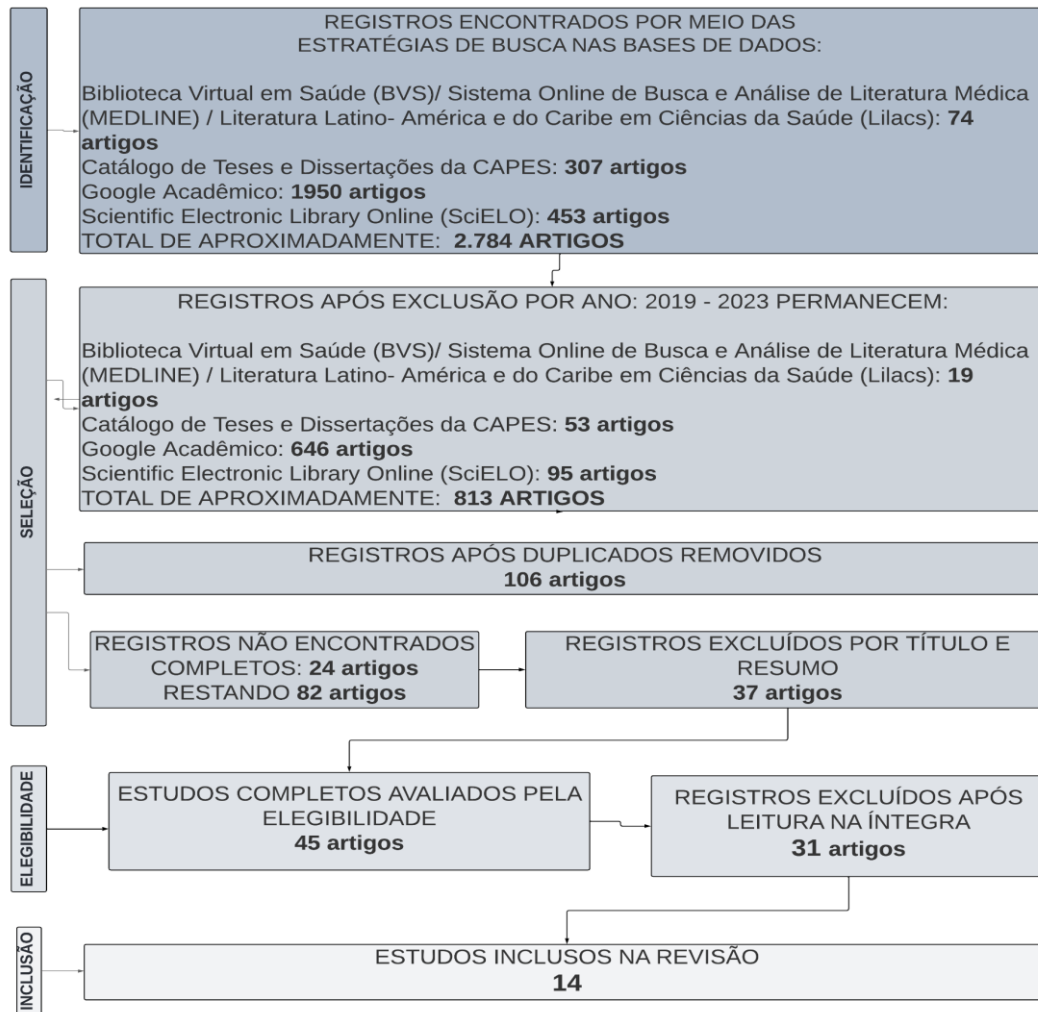 IDENTIFICAÇÃO
REGISTROS ENCONTRADOS POR MEIO DAS
ESTRATÉGIAS DE BUSCA NAS BASES DE DADOS:
Biblioteca Virtual em Saúde (BVS)/ Sistema Online de Busca e Análise de Literatura Médica
(MEDLINE) / Literatura Latino- América e do Caribe em Ciências da Saúde (Lilacs): 74
artigos
Catálogo de Teses e Dissertações da CAPES: 307 artigos
Google Acadêmico: 1950 artigos
Scientific Electronic Library Online (SciELO): 453 artigos
TOTAL DE APROXIMADAMENTE: 2.784 ARTIGOS
SELEÇÃO
REGISTROS APÓS EXCLUSÃO POR ANO: 2019 - 2023 PERMANECEM:
Biblioteca Virtual em Saúde (BVS)/ Sistema Online de Busca e Análise de Literatura Médica
(MEDLINE) / Literatura Latino- América e do Caribe em Ciências da Saúde (Lilacs): 19
artigos
Catálogo de Teses e Dissertações da CAPES: 53 artigos
Google Acadêmico: 646 artigos
Scientific Electronic Library Online (SciELO): 95 artigos
TOTAL DE APROXIMADAMENTE: 813 ARTIGOS
REGISTROS APÓS DUPLICADOS REMOVIDOS
106 artigos
REGISTROS NÃO ENCONTRADOS
COMPLETOS: 24 artigos
RESTANDO 82 artigos
REGISTROS EXCLUÍDOS POR TÍTULO E
RESUMO
37 artigos
ELEGIBILIDADE
ESTUDOS COMPLETOS AVALIADOS PELA
ELEGIBILIDADE
45 artigos
REGISTROS EXCLUÍDOS APÓS
LEITURA NA ÍNTEGRA
31 artigos
INCLUSÃO
ESTUDOS INCLUSOS NA REVISÃO
14